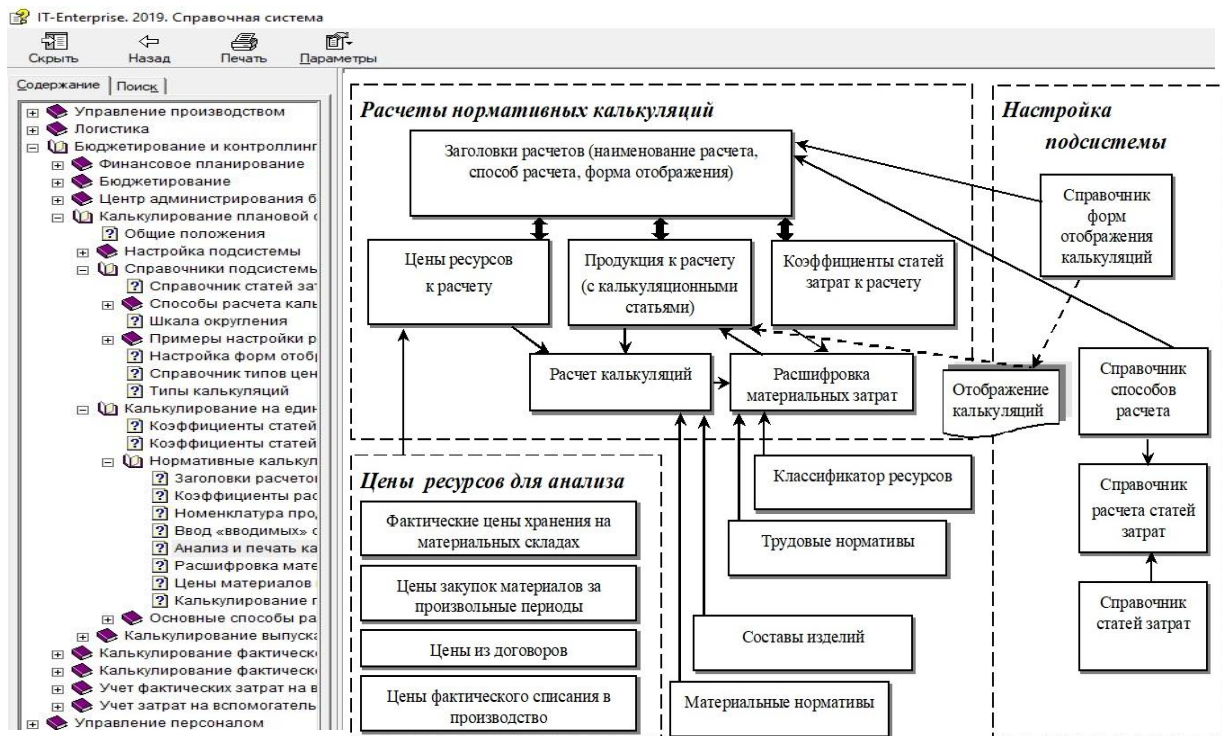 IT-Enterprise. 2019. Справочная система
Скрыть Назад Печать Параметры
Содержание Поиск
Управление производством
Логистика
Бюджетирование и контроллинг
Финансовое планирование
Бюджетирование
Центр администрирования б
Калькулирование плановой с
Общие положения
Настройка подсистемы
Справочники подсистемь
Справочник статей зат
Способы расчета каль
Шкала округления
Примеры настройки р
Настройка форм отобр
Справочник типов цен
Типы калькуляций
Калькулирование на един
Коэффициенты статей
Коэффициенты статей
Нормативные калькул
Заголовки расчетов
Коэффициенты рас
Номенклатура про
Ввод «вводимых» с
Анализ и печать ка
Расшифровка мате
Цены материалов
Калькулирование г
Основные способы ра
Калькулирование выпуска
Калькулирование фактическ
Калькулирование фактическ
Учет фактических затрат на в
Учет затрат на вспомогатель
Управление персоналом
Расчеты нормативных калькуляций
Заголовки расчетов (наименование расчета,
способ расчета, форма отображения)
Цены ресурсов
к расчету
Продукция к расчету
(с калькуляционными
статьями)
Коэффициенты статей
затрат к расчету
Расчет калькуляций
Расшифровка
материальных затрат
Отображение
калькуляций
Настройка
подсистемы
Справочник
форм
отображения
калькуляций
Справочник
способов
расчета
Справочник
расчета статей
затрат
Справочник
статей затрат
Цены ресурсов для анализа
Фактические цены хранения на
материальных складах
Цены закупок материалов за
произвольные периоды
Цены из договоров
Цены фактического списания в
производство
Классификатор ресурсов
Трудовые нормативы
Составы изделий
Материальные нормативы